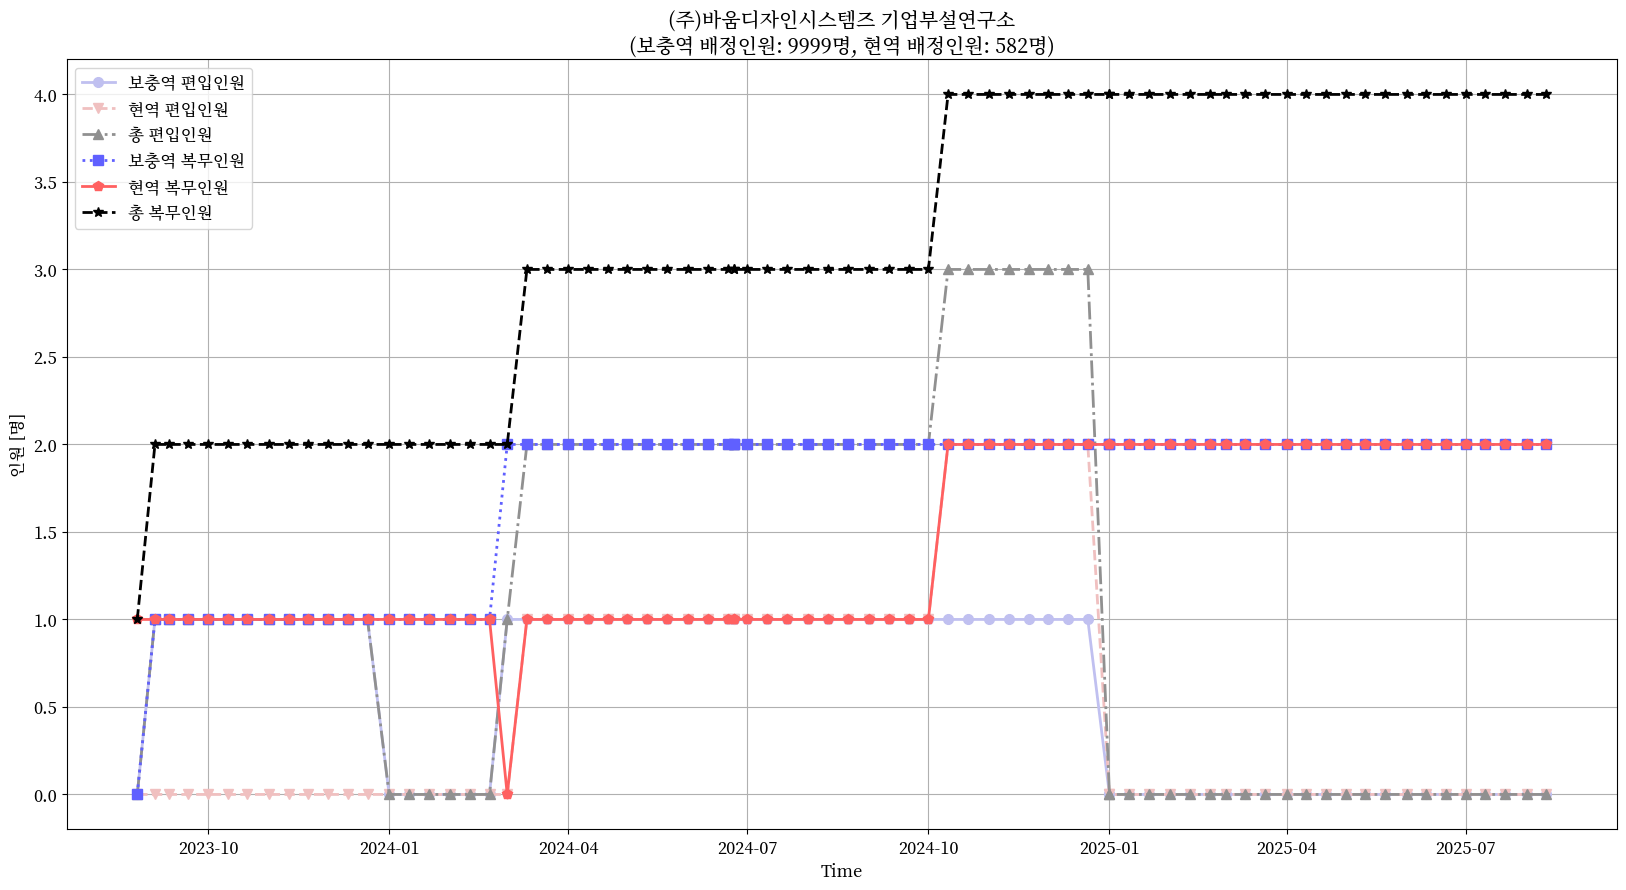 (주)바움디자인시스템즈 기업부설연구소
(보충역 배정인원: 9999명, 현역 배정인원: 582명)
보충역 편입인원
현역 편입인원
총 편입인원
보충역 복무인원
현역 복무인원
총 복무인원
인원 [명]
4.0
3.5
3.0
2.5
2.0
1.5
1.0
0.5
0.0
2023-10
2024-01
2024-04
2024-07
2024-10
2025-01
2025-04
2025-07
Time